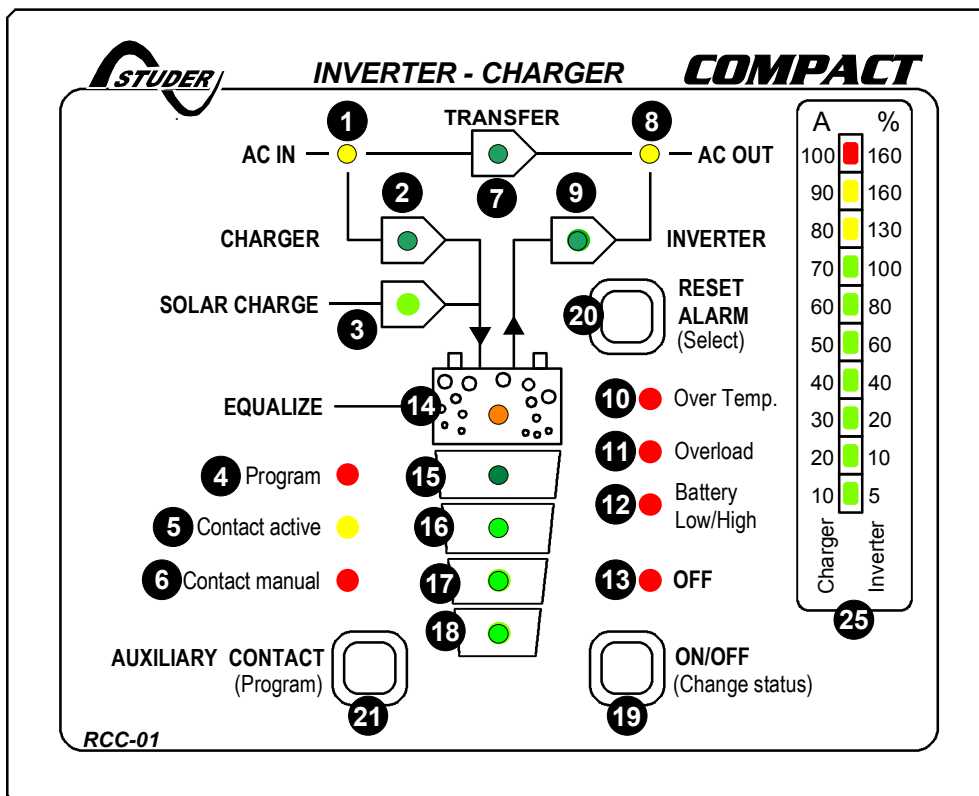 STUDER
INVERTER - CHARGER
COMPACT
1
TRANSFER
8
A %
AC IN
AC OUT
100 160
7
90 160
2
9
80 130
CHARGER
INVERTER
70 100
SOLAR CHARGE
3
20
RESET
ALARM
(Select)
60 80
50 60
40 40
EQUALIZE
14
10 Over Temp.
30 20
11 Overload
20 10
4 Program
15
12 Battery
Low/High
10 5
5 Contact active
16
6 Contact manual
17
13 OFF
Charger
Inverter
25
18
AUXILIARY CONTACT
(Program)
21
ON/OFF
(Change status)
19
RCC-01